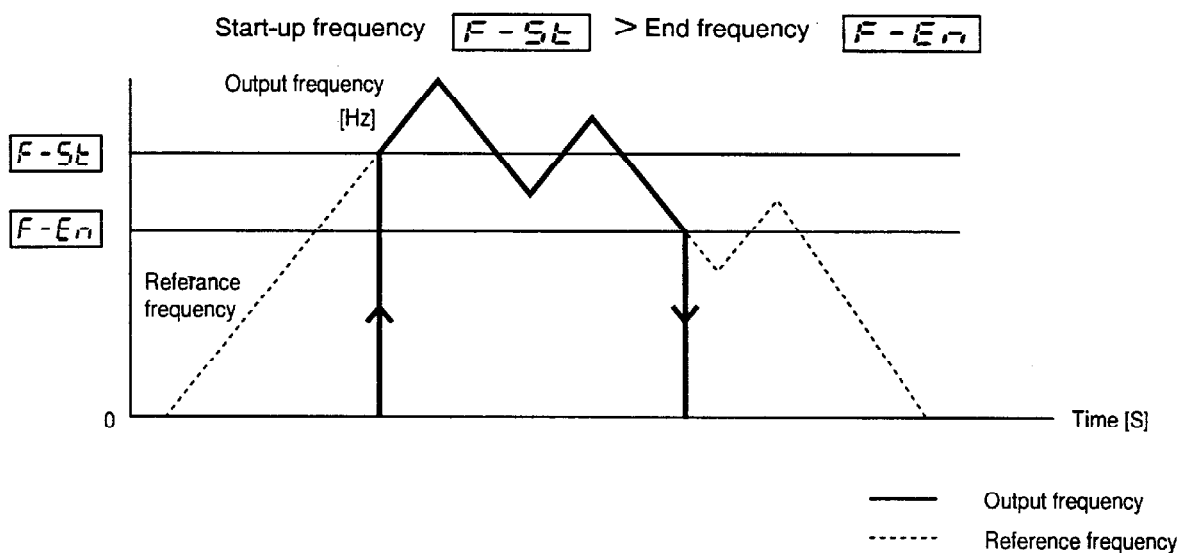 Start-up frequency F-St > End frequency F-En
Output frequency
[Hz]
F-St
F-En
Referance
frequency
0
Time [S]
Output frequency
Reference frequency